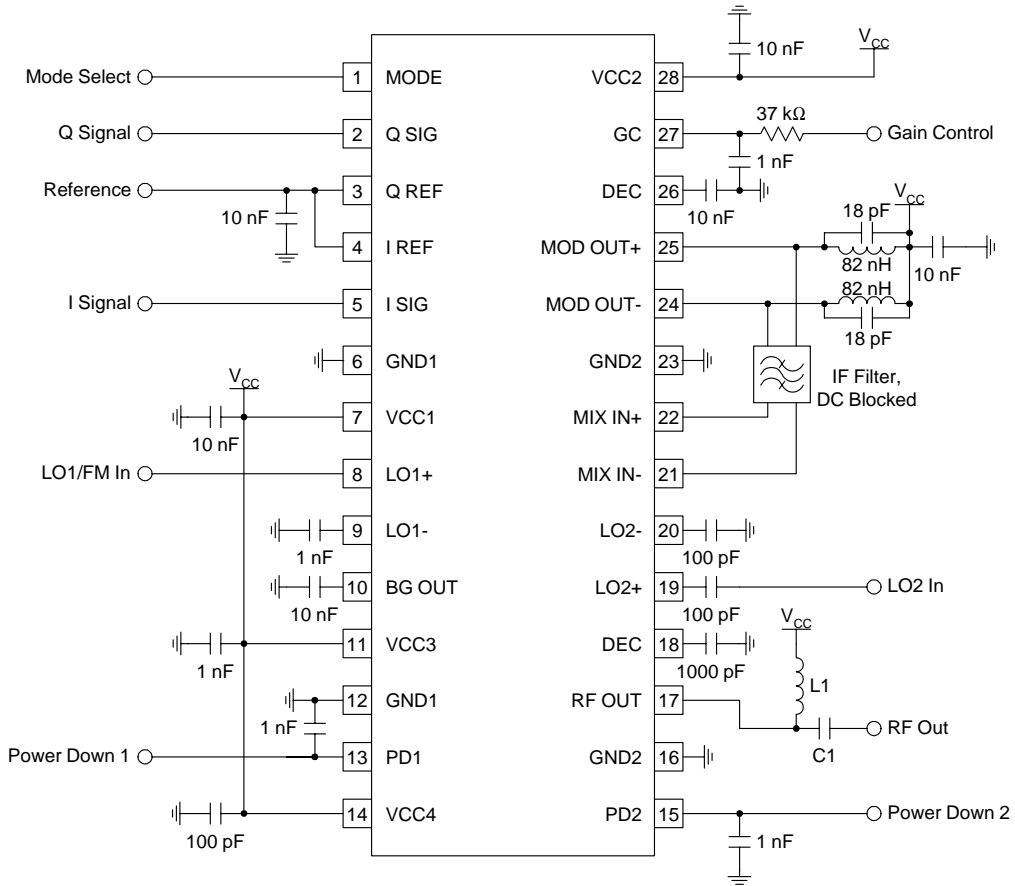 Mode Select
1
MODE
Q Signal
2
Q SIG
Reference
3
Q REF
10 nF
4
I REF
I Signal
5
I SIG
6
GND1
VCC
7
VCC1
10 nF
LO1/FM In
8
LO1+
9
LO1-
1 nF
10
BG OUT
10 nF
11
VCC3
1 nF
12
GND1
1 nF
Power Down 1
13
PD1
14
VCC4
100 pF
10 nF
VCC
VCC2
28
37 kΩ
GC
27
Gain Control
1 nF
DEC
26
10 nF
VCC
18 pF
MOD OUT+
25
82 nH
10 nF
82 nH
MOD OUT-
24
18 pF
GND2
23
IF Filter,
DC Blocked
MIX IN+
22
MIX IN-
21
LO2-
20
100 pF
LO2+
19
LO2 In
100 pF
VCC
DEC
18
1000 pF
L1
RF OUT
17
RF Out
C1
GND2
16
PD2
15
Power Down 2
1 nF